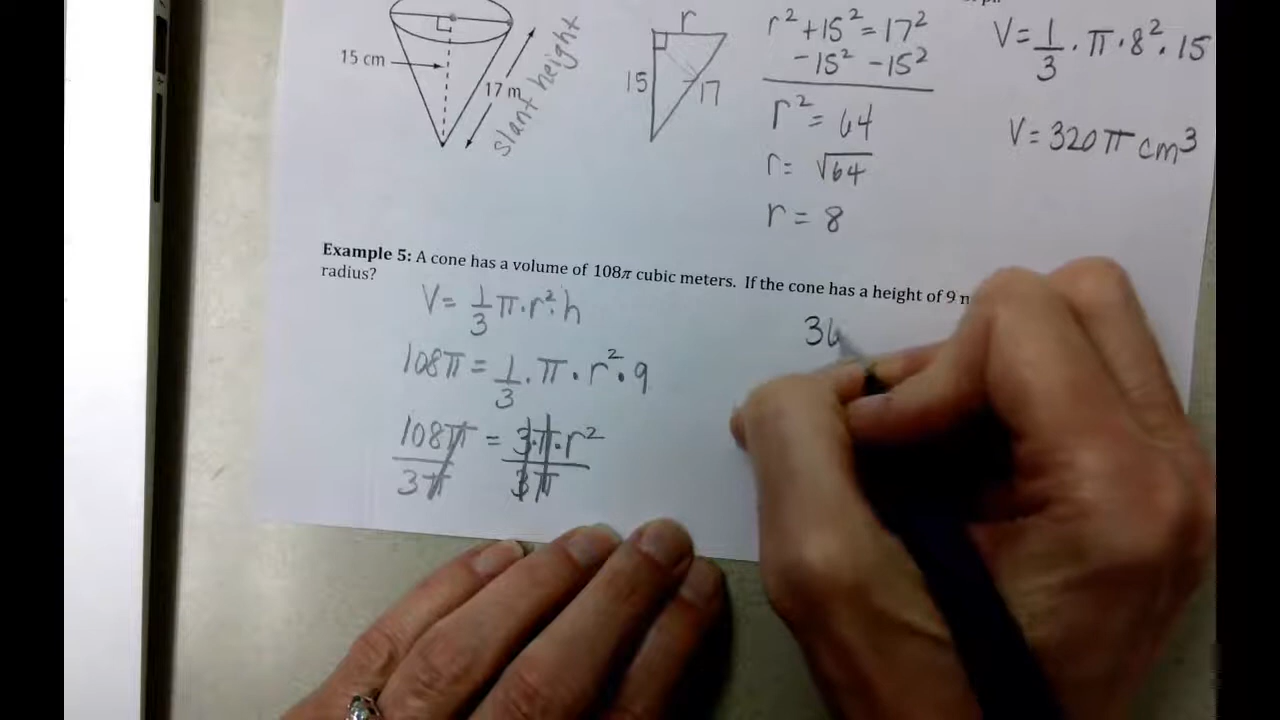 15 cm
17 m
slant height
r
15
17
r² + 15² = 17²
-15² -15²
r² = 64
r = √64
r = 8
V = 1/3 · π · 8² · 15
V = 320π cm³
Example 5: A cone has a volume of 108π cubic meters. If the cone has a height of 9
radius?
V = 1/3 π · r² · h
108π = 1/3 · π · r² · 9
108π/3π = 3·π·r²/3π
36